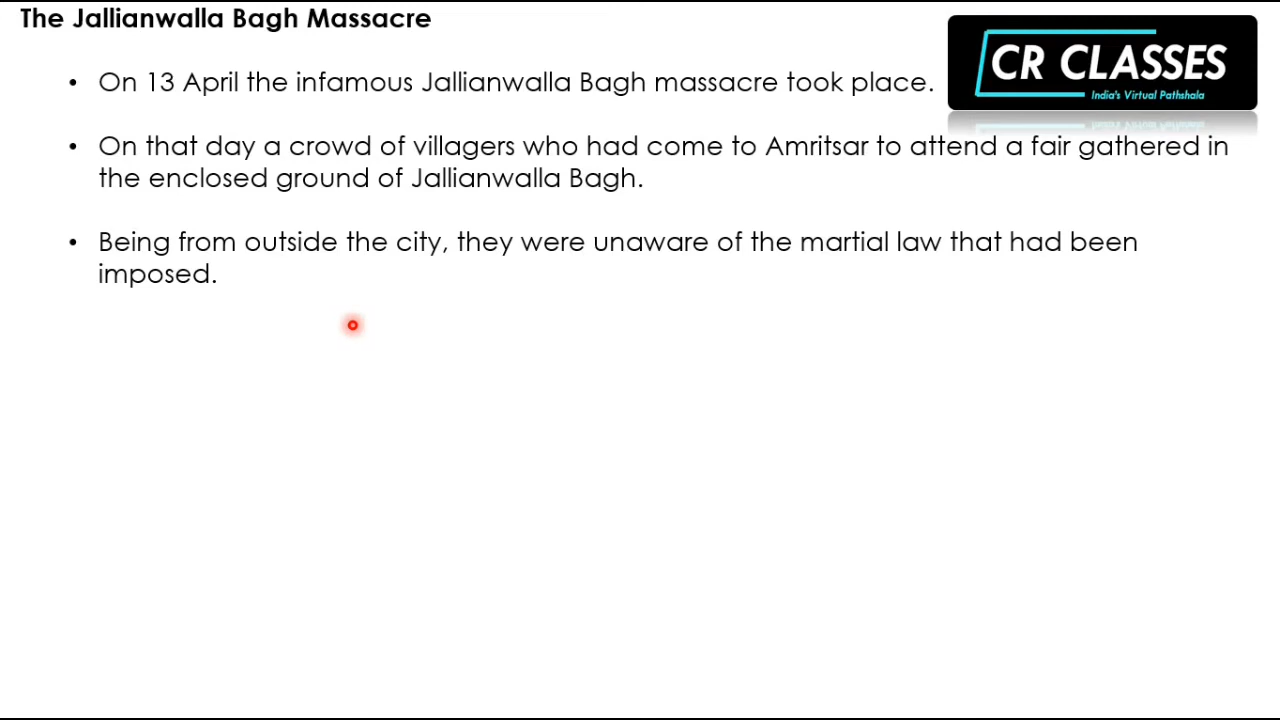 The Jallianwalla Bagh Massacre
CR CLASSES
India's Virtual Pathshala
• On 13 April the infamous Jallianwalla Bagh massacre took place.
• On that day a crowd of villagers who had come to Amritsar to attend a fair gathered in
the enclosed ground of Jallianwalla Bagh.
• Being from outside the city, they were unaware of the martial law that had been
imposed.